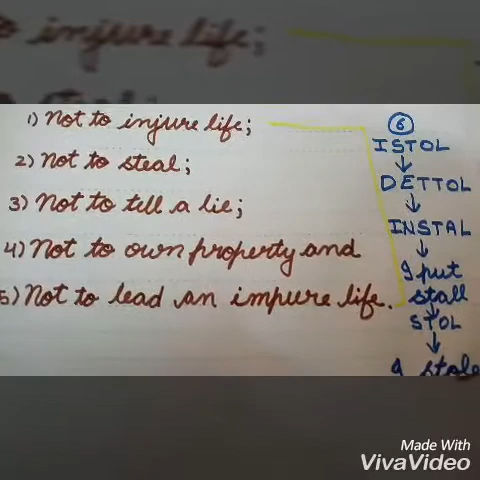 injure life;
1) Not to injure life;
2) Not to steal;
3) Not to tell a lie;
4) Not to own property and
5) Not to lead an impure life.
6
ISTOL
↓
DETTOL
↓
INSTAL
↓
I put
stall
↓
STOL
↓
I stole
Made With
VivaVideo